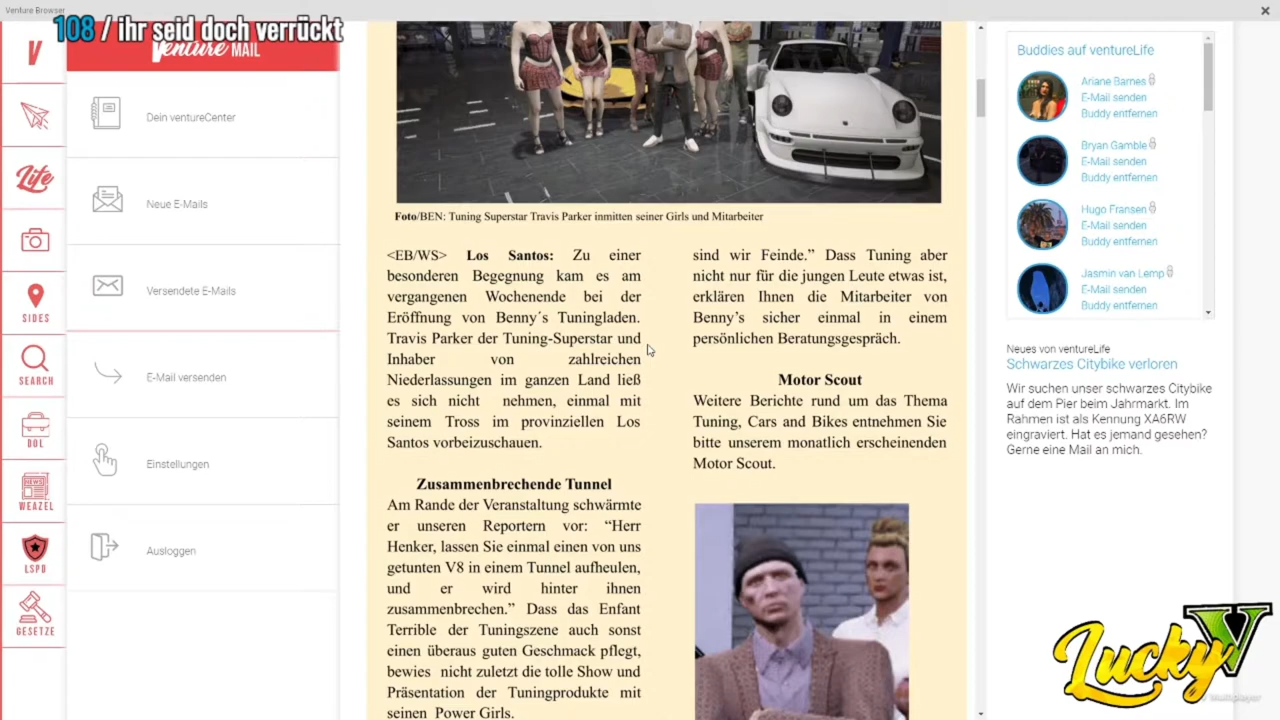 Venture Browser
108 / ihr seid doch verrückt
V
venture MAIL
Life
SIDES
SEARCH
DOL
NEWS
WEAZEL
LSPD
GESETZE
Dein ventureCenter
Neue E-Mails
Versendete E-Mails
E-Mail versenden
Einstellungen
Ausloggen
Foto/BEN: Tuning Superstar Travis Parker inmitten seiner Girls und Mitarbeiter
<EB/WS> Los Santos: Zu einer
besonderen Begegnung kam es am
vergangenen Wochenende bei der
Eröffnung von Benny´s Tuningladen.
Travis Parker der Tuning-Superstar und
Inhaber von zahlreichen
Niederlassungen im ganzen Land ließ
es sich nicht nehmen, einmal mit
seinem Tross im provinziellen Los
Santos vorbeizuschauen.
Zusammenbrechende Tunnel
Am Rande der Veranstaltung schwärmte
er unseren Reportern vor: “Herr
Henker, lassen Sie einmal einen von uns
getunten V8 in einem Tunnel aufheulen,
und er wird hinter ihnen
zusammenbrechen.” Dass das Enfant
Terrible der Tuningszene auch sonst
einen überaus guten Geschmack pflegt,
bewies nicht zuletzt die tolle Show und
Präsentation der Tuningprodukte mit
seinen Power Girls.
sind wir Feinde.” Dass Tuning aber
nicht nur für die jungen Leute etwas ist,
erklären Ihnen die Mitarbeiter von
Benny’s sicher einmal in einem
persönlichen Beratungsgespräch.
Motor Scout
Weitere Berichte rund um das Thema
Tuning, Cars and Bikes entnehmen Sie
bitte unserem monatlich erscheinenden
Motor Scout.
Buddies auf ventureLife
Ariane Barnes
E-Mail senden
Buddy entfernen
Bryan Gamble
E-Mail senden
Buddy entfernen
Hugo Fransen
E-Mail senden
Buddy entfernen
Jasmin van Lemp
E-Mail senden
Buddy entfernen
Neues von ventureLife
Schwarzes Citybike verloren
Wir suchen unser schwarzes Citybike
auf dem Pier beim Jahrmarkt. Im
Rahmen ist als Kennung XA6RW
eingraviert. Hat es jemand gesehen?
Gerne eine Mail an mich.
Lucky V
Multiplayer